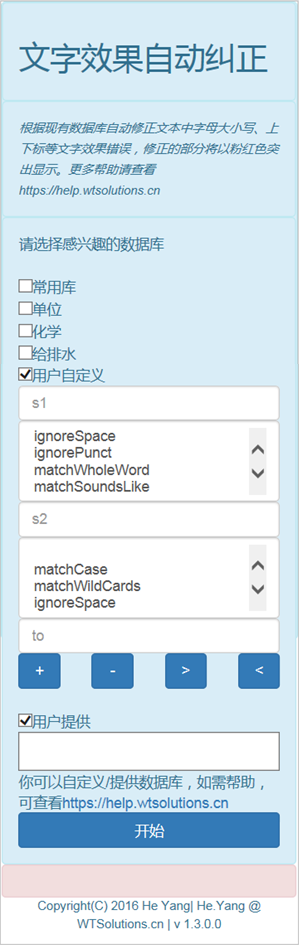 文字效果自动纠正
根据现有数据库自动修正文本中字母大小写、上
下标等文字效果错误，修正的部分将以粉红色突
出显示。更多帮助请查看
https://help.wtsolutions.cn
请选择感兴趣的数据库
常用库
单位
化学
给排水
用户自定义
s1
ignoreSpace
ignorePunct
matchWholeWord
matchSoundsLike
s2
matchCase
matchWildCards
ignoreSpace
to
+ - > <
用户提供
你可以自定义/提供数据库，如需帮助，
可查看https://help.wtsolutions.cn
开始
Copyright(C) 2016 He Yang| He.Yang @
WTSolutions.cn | v 1.3.0.0